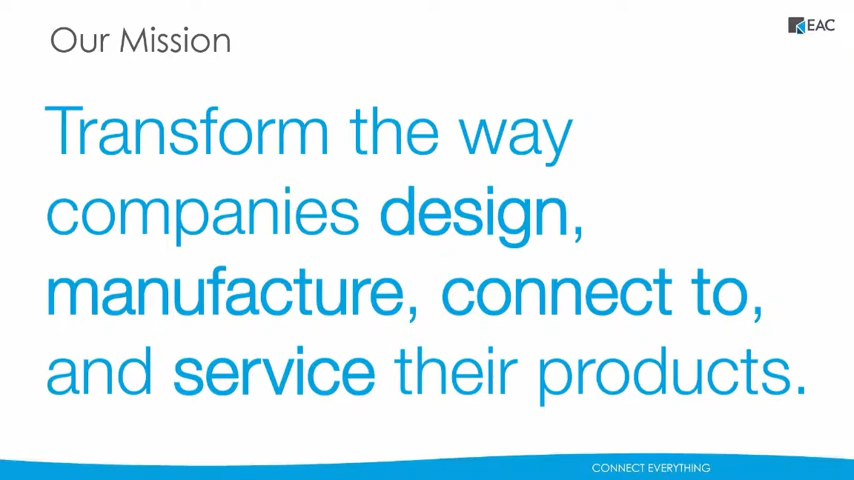 Our Mission
EAC
Transform the way
companies design,
manufacture, connect to,
and service their products.
CONNECT EVERYTHING